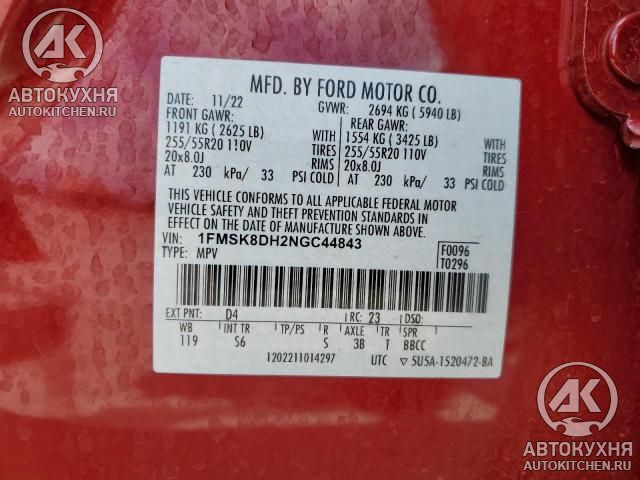 АК
АВТОКУХНЯ
AUTOKITCHEN.RU
MFD. BY FORD MOTOR CO.
DATE: 11/22 GVWR: 2694 KG ( 5940 LB)
FRONT GAWR: REAR GAWR:
1191 KG ( 2625 LB) WITH 1554 KG ( 3425 LB) WITH
255/55R20 110V TIRES 255/55R20 110V TIRES
20x8.0J RIMS 20x8.0J RIMS
AT 230 kPa/ 33 PSI COLD AT 230 kPa/ 33 PSI COLD
THIS VEHICLE CONFORMS TO ALL APPLICABLE FEDERAL MOTOR
VEHICLE SAFETY AND THEFT PREVENTION STANDARDS IN
EFFECT ON THE DATE OF MANUFACTURE SHOWN ABOVE.
VIN: 1FMSK8DH2NGC44843 F0096
TYPE: MPV T0296
EXT PNT: D4 RC: 23 DSO:
WB INT TR TP/PS R AXLE TR SPR
119 S6 S 3B T BBCC
1202211014297 UTC ▽ 5U5A-1520472-BA
АК
АВТОКУХНЯ
AUTOKITCHEN.RU